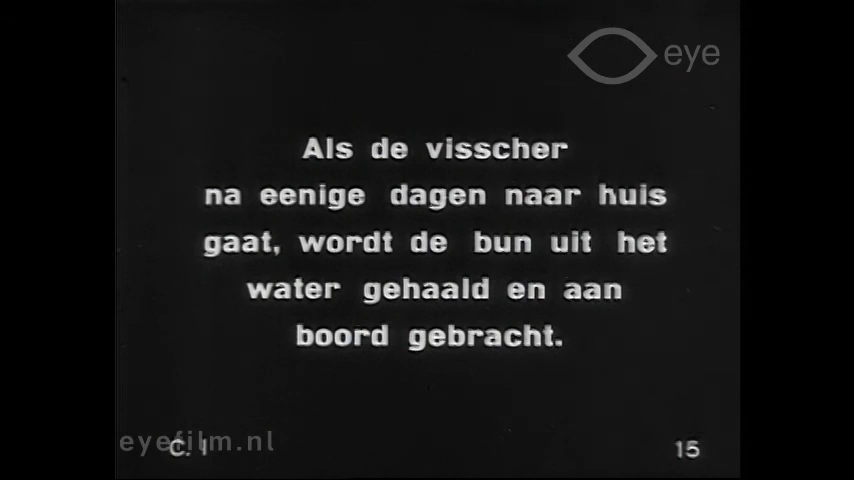 eye
Als de visscher
na eenige dagen naar huis
gaat, wordt de bun uit het
water gehaald en aan
boord gebracht.
eyefilm.nl
C. I
15